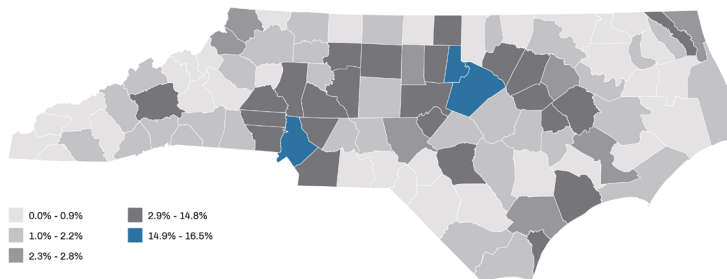 0.0% - 0.9%
1.0% - 2.2%
2.3% - 2.8%
2.9% - 14.8%
14.9% - 16.5%